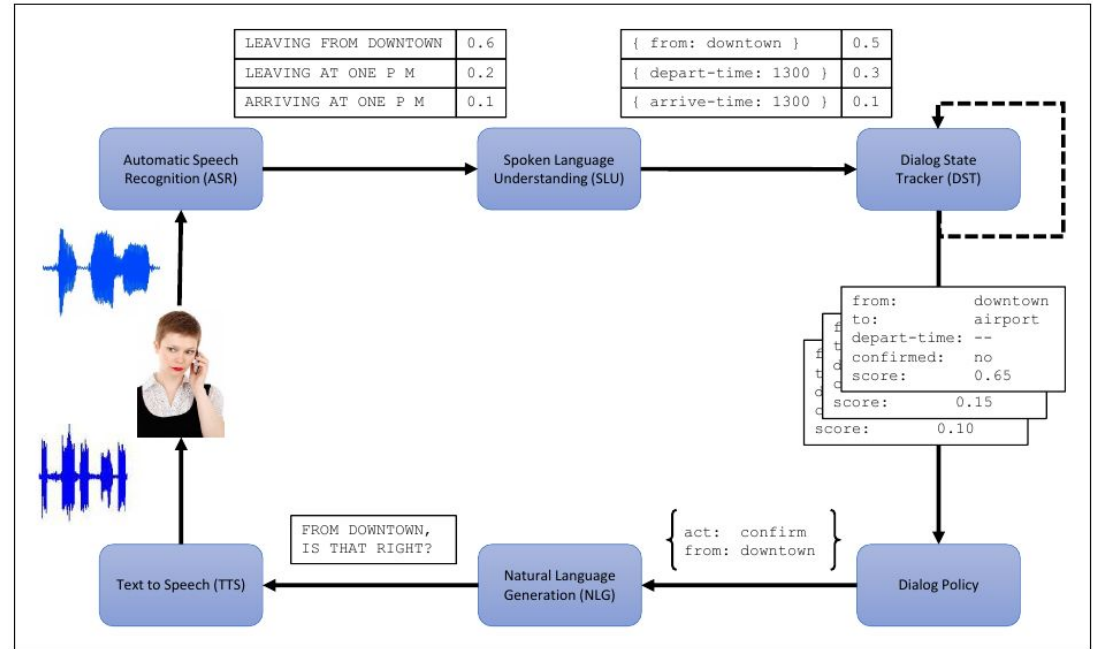 LEAVING FROM DOWNTOWN 0.6
LEAVING AT ONE P M 0.2
ARRIVING AT ONE P M 0.1
{ from: downtown } 0.5
{ depart-time: 1300 } 0.3
{ arrive-time: 1300 } 0.1
Automatic Speech
Recognition (ASR)
Spoken Language
Understanding (SLU)
Dialog State
Tracker (DST)
from: downtown
to: airport
depart-time: --
confirmed: no
score: 0.65
f
t
d
c
score: 0.15
f
t
d
c
score: 0.10
act: confirm
from: downtown
FROM DOWNTOWN,
IS THAT RIGHT?
Text to Speech (TTS)
Natural Language
Generation (NLG)
Dialog Policy